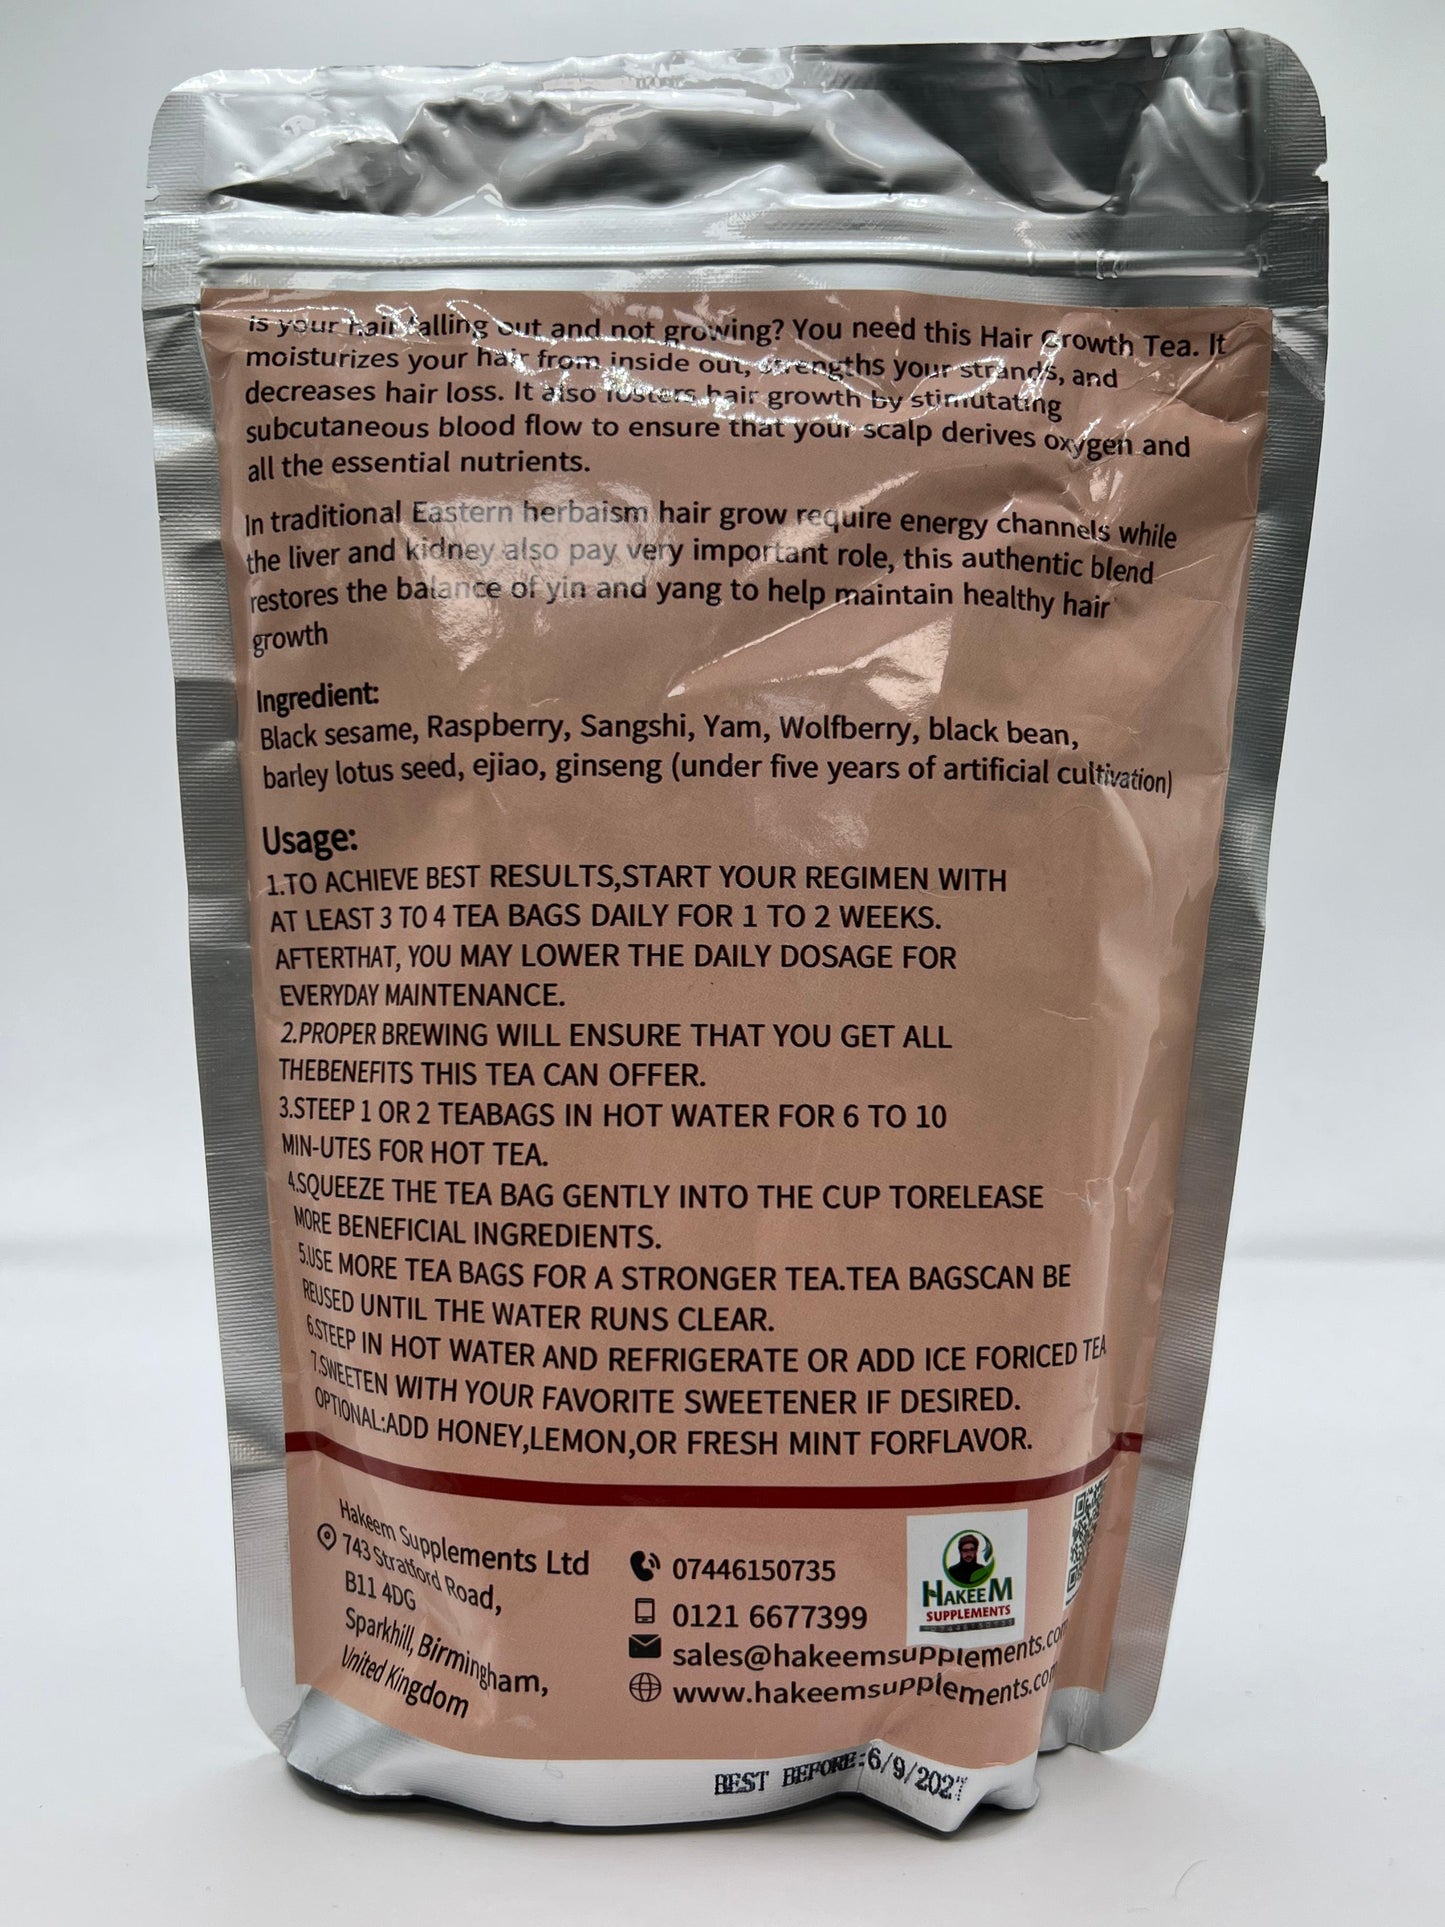 is your hair falling out and not growing? You need this Hair Growth Tea. It
moisturizes your hair from inside out, strengths your strands, and
decreases hair loss. It also fosters hair growth by stimutating
subcutaneous blood flow to ensure that your scalp derives oxygen and
all the essential nutrients.
In traditional Eastern herbaism hair grow require energy channels while
the liver and kidney also pay very important role, this authentic blend
restores the balance of yin and yang to help maintain healthy hair
growth
Ingredient:
Black sesame, Raspberry, Sangshi, Yam, Wolfberry, black bean,
barley lotus seed, ejiao, ginseng (under five years of artificial cultivation)
Usage:
1.TO ACHIEVE BEST RESULTS,START YOUR REGIMEN WITH
AT LEAST 3 TO 4 TEA BAGS DAILY FOR 1 TO 2 WEEKS.
AFTERTHAT, YOU MAY LOWER THE DAILY DOSAGE FOR
EVERYDAY MAINTENANCE.
2.PROPER BREWING WILL ENSURE THAT YOU GET ALL
THEBENEFITS THIS TEA CAN OFFER.
3.STEEP 1 OR 2 TEABAGS IN HOT WATER FOR 6 TO 10
MIN-UTES FOR HOT TEA.
4.SQUEEZE THE TEA BAG GENTLY INTO THE CUP TORELEASE
MORE BENEFICIAL INGREDIENTS.
5.USE MORE TEA BAGS FOR A STRONGER TEA.TEA BAGSCAN BE
REUSED UNTIL THE WATER RUNS CLEAR.
6.STEEP IN HOT WATER AND REFRIGERATE OR ADD ICE FORICED TEA
7.SWEETEN WITH YOUR FAVORITE SWEETENER IF DESIRED.
OPTIONAL:ADD HONEY,LEMON,OR FRESH MINT FORFLAVOR.
Hakeem Supplements Ltd
743 Stratford Road,
B11 4DG
Sparkhill, Birmingham,
United Kingdom
07446150735
0121 6677399
sales@hakeemsupplements.com
www.hakeemsupplements.com
HAKEEM
SUPPLEMENTS
BEST BEFORE:6/9/2027